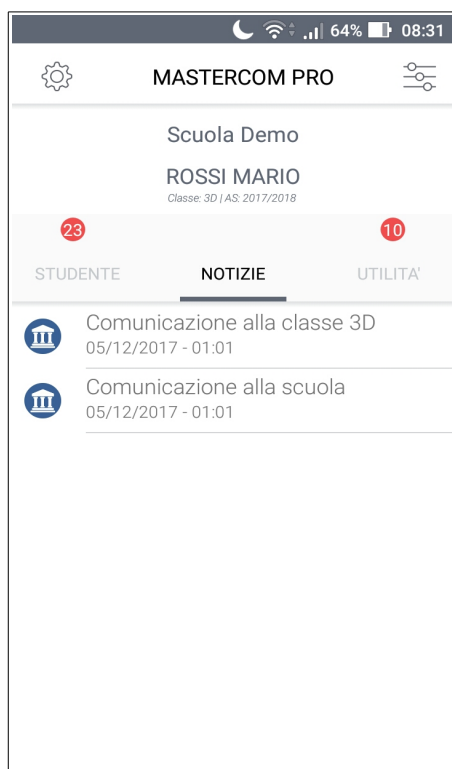 64% 08:31
MASTERCOM PRO
Scuola Demo
ROSSI MARIO
Classe: 3D | AS: 2017/2018
23 10
STUDENTE NOTIZIE UTILITA'
Comunicazione alla classe 3D
05/12/2017 - 01:01
Comunicazione alla scuola
05/12/2017 - 01:01